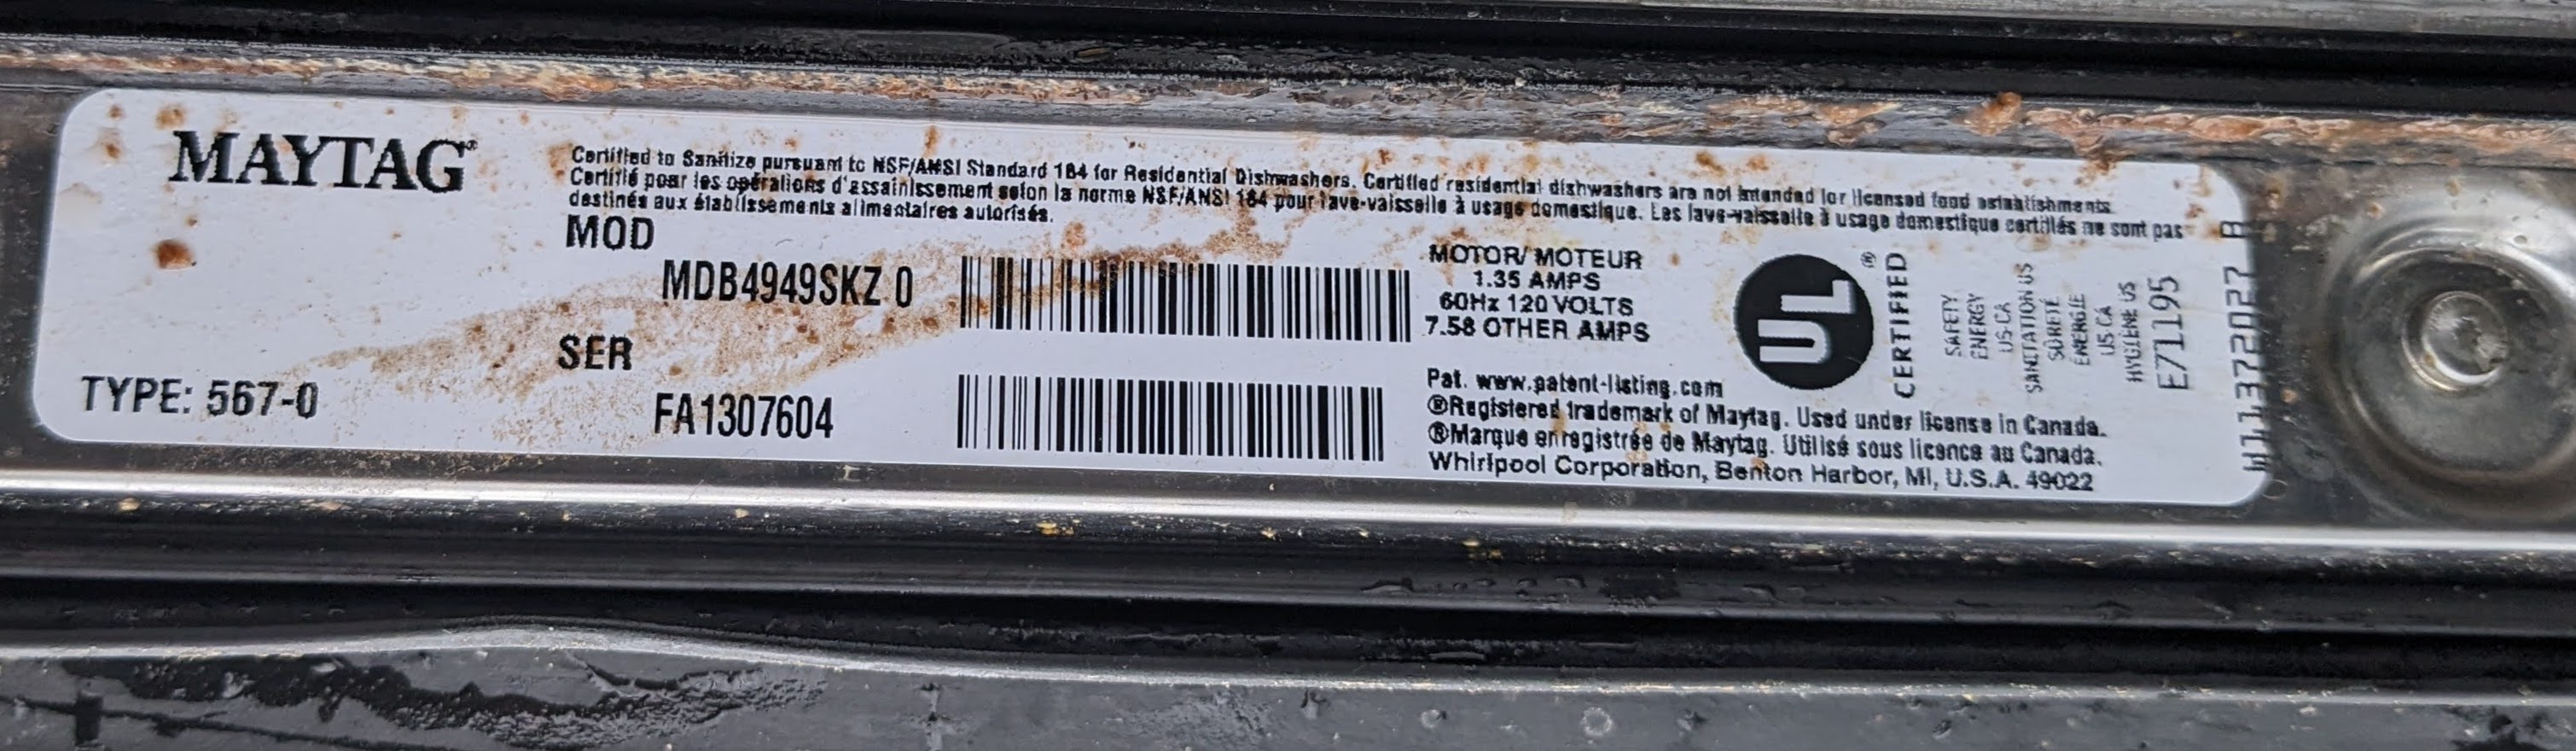 MAYTAG®
Certified to Sanitize pursuant to NSF/ANSI Standard 184 for Residential Dishwashers. Certified residential dishwashers are not intended for licensed food establishments.
Certifié pour les opérations d'assainissement selon la norme NSF/ANSI 184 pour lave-vaisselle à usage domestique. Les lave-vaisselle à usage domestique certifiés ne sont pas
destinés aux établissements alimentaires autorisés.
MOD
MDB4949SKZ 0
SER
FA1307604
TYPE: 567-0
MOTOR/MOTEUR
1.35 AMPS
60Hz 120 VOLTS
7.58 OTHER AMPS
Pat. www.patent-listing.com
®Registered trademark of Maytag. Used under license in Canada.
®Marque enregistrée de Maytag. Utilisé sous licence au Canada.
Whirlpool Corporation, Benton Harbor, MI, U.S.A. 49022
UL
®
CERTIFIED
SAFETY
ENERGY
US-CA
SANITATION US
SÛRETÉ
ÉNERGIE
US CA
HYGIÈNE US
E71195
W11372027 B